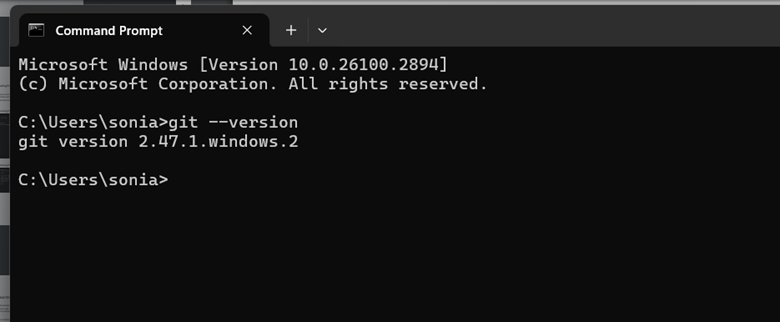 Command Prompt
Microsoft Windows [Version 10.0.26100.2894]
(c) Microsoft Corporation. All rights reserved.
C:\Users\sonia>git --version
git version 2.47.1.windows.2
C:\Users\sonia>